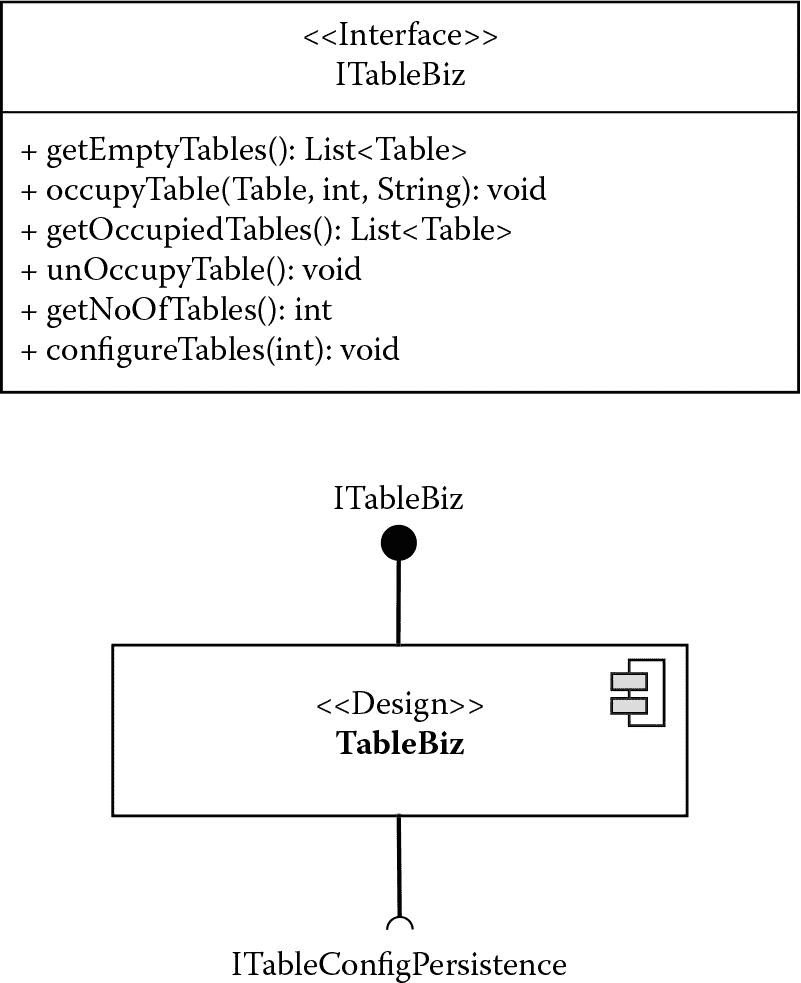 <<Interface>>
ITableBiz
+ getEmptyTables(): List<Table>
+ occupyTable(Table, int, String): void
+ getOccupiedTables(): List<Table>
+ unOccupyTable(): void
+ getNoOfTables(): int
+ configureTables(int): void
ITableBiz
<<Design>>
TableBiz
ITableConfigPersistence